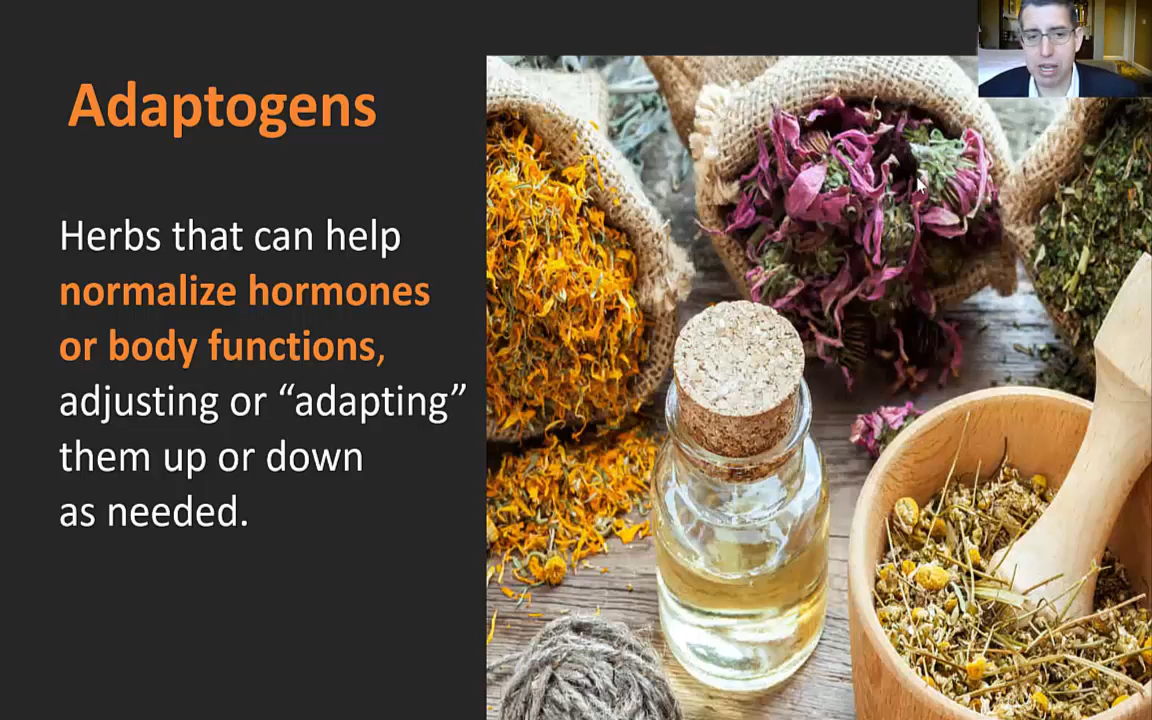 Adaptogens
Herbs that can help
normalize hormones
or body functions,
adjusting or “adapting”
them up or down
as needed.